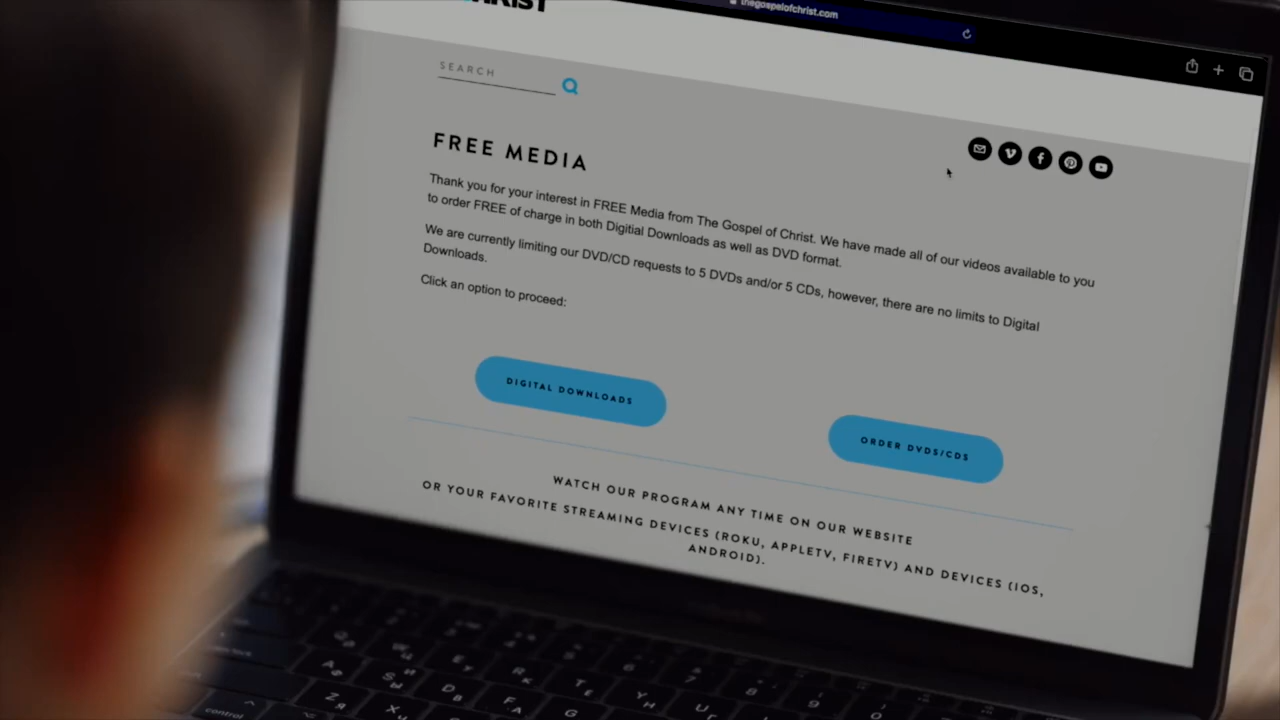 HRIST
thegospelofchrist.com
SEARCH
FREE MEDIA
Thank you for your interest in FREE Media from The Gospel of Christ. We have made all of our videos available to you
to order FREE of charge in both Digitial Downloads as well as DVD format.
We are currently limiting our DVD/CD requests to 5 DVDs and/or 5 CDs, however, there are no limits to Digital
Downloads.
Click an option to proceed:
DIGITAL DOWNLOADS
ORDER DVDS/CDS
WATCH OUR PROGRAM ANY TIME ON OUR WEBSITE
OR YOUR FAVORITE STREAMING DEVICES (ROKU, APPLETV, FIRETV) AND DEVICES (IOS,
ANDROID).
control